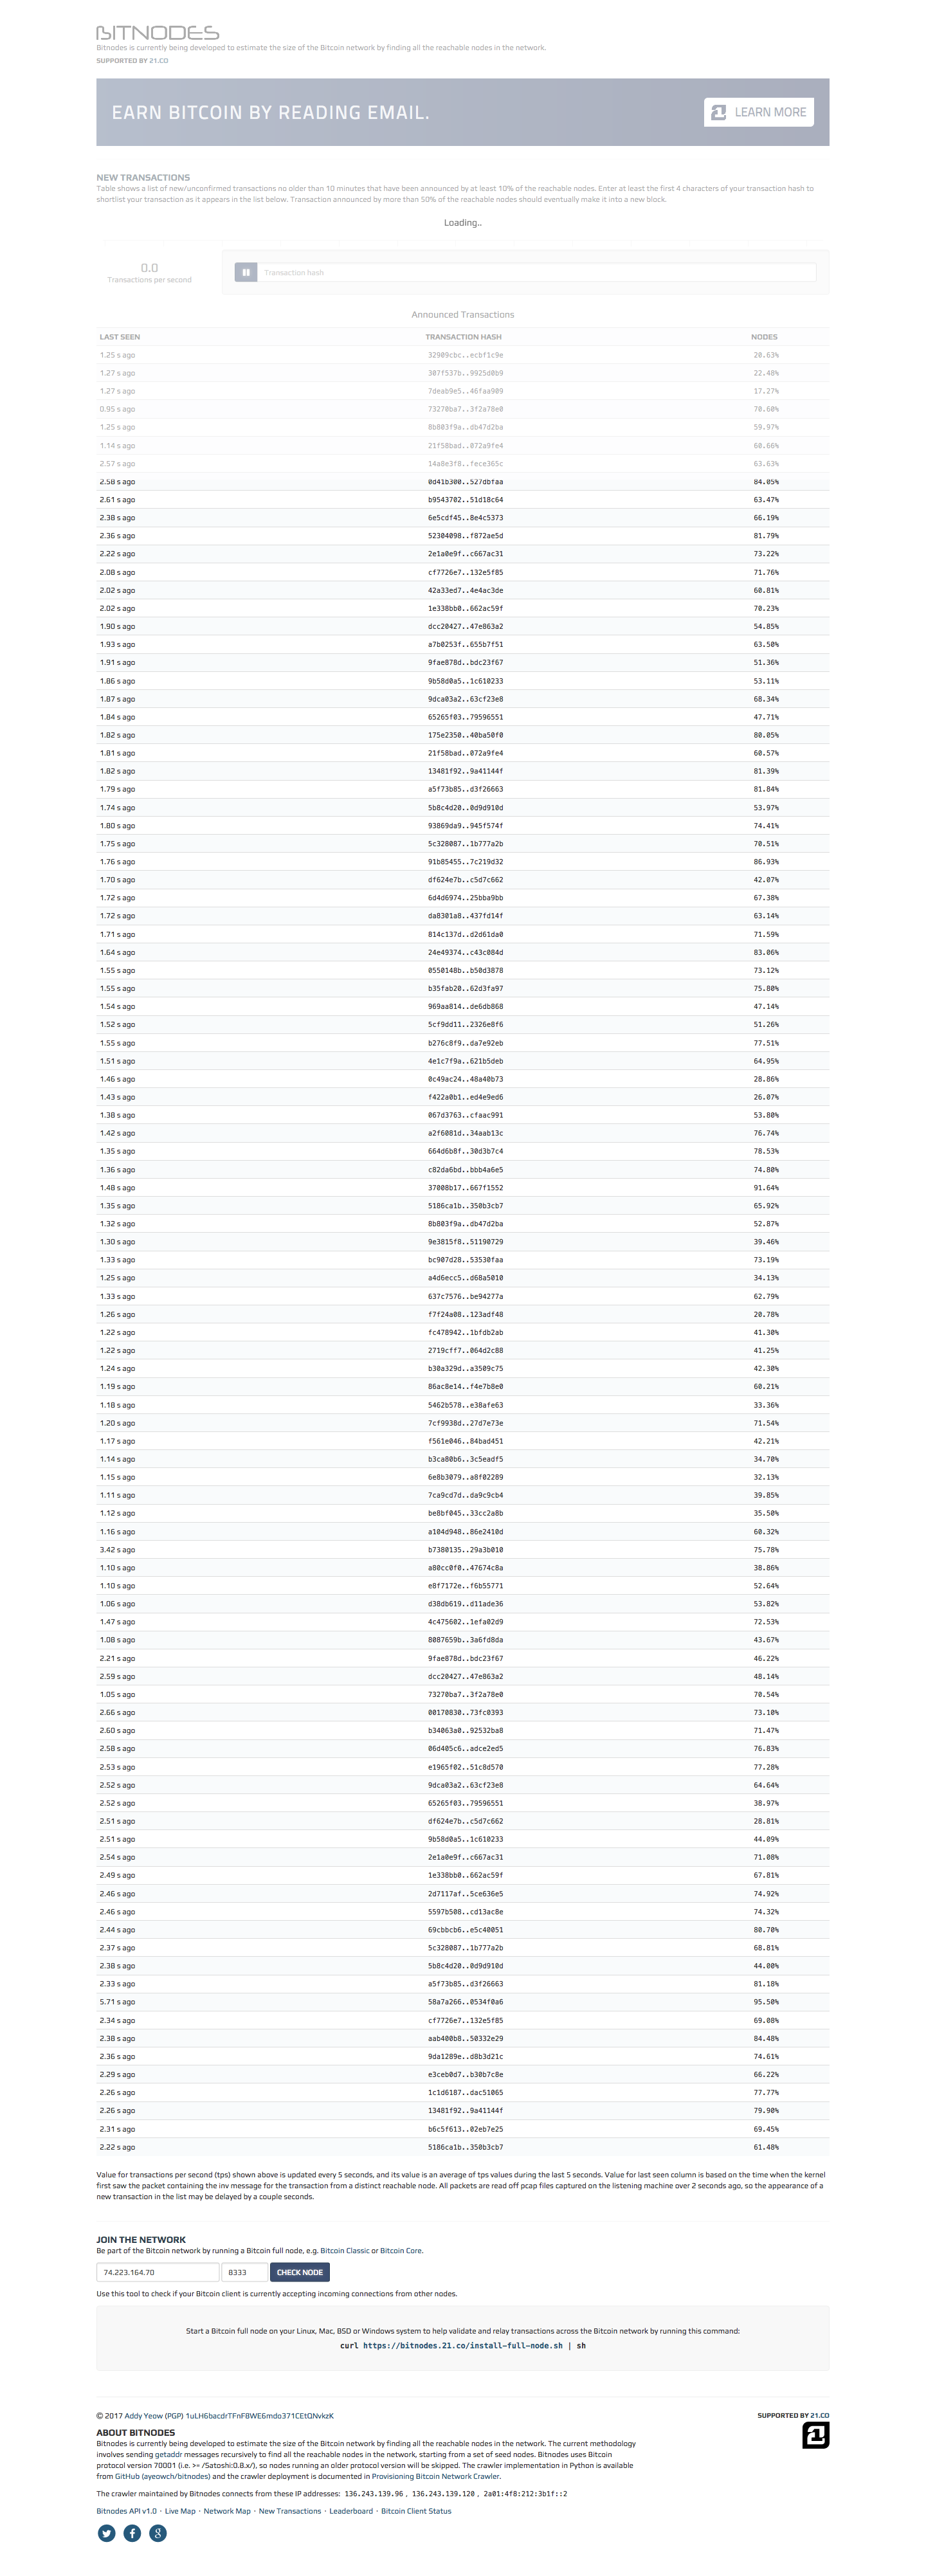 BITNODES
Bitnodes is currently being developed to estimate the size of the Bitcoin network by finding all the reachable nodes in the network.
SUPPORTED BY 21.CO
EARN BITCOIN BY READING EMAIL.
LEARN MORE
NEW TRANSACTIONS
Table shows a list of new/unconfirmed transactions no older than 10 minutes that have been announced by at least 10% of the reachable nodes. Enter at least the first 4 characters of your transaction hash to
shortlist your transaction as it appears in the list below. Transaction announced by more than 50% of the reachable nodes should eventually make it into a new block.
Loading..
0.0
Transactions per second
Transaction hash
Announced Transactions
LAST SEEN TRANSACTION HASH NODES
1.25 s ago 32909cbc..ecbf1c9e 20.63%
1.27 s ago 307f537b..9925d0b9 22.48%
1.27 s ago 7deab9e5..46faa909 17.27%
0.95 s ago 73270ba7..3f2a78e0 70.60%
1.25 s ago 8b803f9a..db47d2ba 59.97%
1.14 s ago 21f58bad..072a9fe4 60.66%
2.57 s ago 14a8e3f8..fece365c 63.63%
2.58 s ago 0d41b300..527dbfaa 84.05%
2.61 s ago b9543702..51d18c64 63.47%
2.38 s ago 6e5cdf45..8e4c5373 66.19%
2.36 s ago 52304098..f872ae5d 81.79%
2.22 s ago 2e1a0e9f..c667ac31 73.22%
2.08 s ago cf7726e7..132e5f85 71.76%
2.02 s ago 42a33ed7..4e4ac3de 60.81%
2.02 s ago 1e338bb0..662ac59f 70.23%
1.90 s ago dcc20427..47e863a2 54.85%
1.93 s ago a7b0253f..655b7f51 63.50%
1.91 s ago 9fae878d..bdc23f67 51.36%
1.86 s ago 9b58d0a5..1c610233 53.11%
1.87 s ago 9dca03a2..63cf23e8 68.34%
1.84 s ago 65265f03..79596551 47.71%
1.82 s ago 175e2350..40ba50f0 80.05%
1.81 s ago 21f58bad..072a9fe4 60.57%
1.82 s ago 13481f92..9a41144f 81.39%
1.79 s ago a5f73b85..d3f26663 81.84%
1.74 s ago 5b8c4d20..0d9d910d 53.97%
1.80 s ago 93869da9..945f574f 74.41%
1.75 s ago 5c328087..1b777a2b 70.51%
1.76 s ago 91b85455..7c219d32 86.93%
1.70 s ago df624e7b..c5d7c662 42.07%
1.72 s ago 6d4d6974..25bba9bb 67.38%
1.72 s ago da8301a8..437fd14f 63.14%
1.71 s ago 814c137d..d2d61da0 71.59%
1.64 s ago 24e49374..c43c084d 83.06%
1.55 s ago 0550148b..b50d3878 73.12%
1.55 s ago b35fab20..62d3fa97 75.80%
1.54 s ago 969aa814..de6db868 47.14%
1.52 s ago 5cf9dd11..2326e8f6 51.26%
1.55 s ago b276c8f9..da7e92eb 77.51%
1.51 s ago 4e1c7f9a..621b5deb 64.95%
1.46 s ago 0c49ac24..48a40b73 28.86%
1.43 s ago f422a0b1..ed4e9ed6 26.07%
1.38 s ago 067d3763..cfaac991 53.80%
1.42 s ago a2f6081d..34aab13c 76.74%
1.35 s ago 664d6b8f..30d3b7c4 78.53%
1.36 s ago c82da6bd..bbb4a6e5 74.80%
1.48 s ago 37008b17..667f1552 91.64%
1.35 s ago 5186ca1b..350b3cb7 65.92%
1.32 s ago 8b803f9a..db47d2ba 52.87%
1.30 s ago 9e3815f8..51190729 39.46%
1.33 s ago bc907d28..53530faa 73.19%
1.25 s ago a4d6ecc5..d68a5010 34.13%
1.33 s ago 637c7576..be94277a 62.79%
1.26 s ago f7f24a08..123adf48 20.78%
1.22 s ago fc478942..1bfdb2ab 41.30%
1.22 s ago 2719cff7..064d2c88 41.25%
1.24 s ago b30a329d..a3509c75 42.30%
1.19 s ago 86ac8e14..f4e7b8e0 60.21%
1.18 s ago 5462b578..e38afe63 33.36%
1.20 s ago 7cf9938d..27d7e73e 71.54%
1.17 s ago f561e046..84bad451 42.21%
1.14 s ago b3ca80b6..3c5eadf5 34.70%
1.15 s ago 6e8b3079..a8f02289 32.13%
1.11 s ago 7ca9cd7d..da9c9cb4 39.85%
1.12 s ago be8bf045..33cc2a8b 35.50%
1.16 s ago a104d948..86e2410d 60.32%
3.42 s ago b7380135..29a3b010 75.78%
1.10 s ago a80cc0f0..47674c8a 38.86%
1.10 s ago e8f7172e..f6b55771 52.64%
1.06 s ago d38db619..d11ade36 53.82%
1.47 s ago 4c475602..1efa02d9 72.53%
1.08 s ago 8087659b..3a6fd8da 43.67%
2.21 s ago 9fae878d..bdc23f67 46.22%
2.59 s ago dcc20427..47e863a2 48.14%
1.05 s ago 73270ba7..3f2a78e0 70.54%
2.66 s ago 00170830..73fc0393 73.10%
2.60 s ago b34063a0..92532ba8 71.47%
2.58 s ago 06d405c6..adce2ed5 76.83%
2.53 s ago e1965f02..51c8d570 77.28%
2.52 s ago 9dca03a2..63cf23e8 64.64%
2.52 s ago 65265f03..79596551 38.97%
2.51 s ago df624e7b..c5d7c662 28.81%
2.51 s ago 9b58d0a5..1c610233 44.09%
2.54 s ago 2e1a0e9f..c667ac31 71.08%
2.49 s ago 1e338bb0..662ac59f 67.81%
2.46 s ago 2d7117af..5ce636e5 74.92%
2.46 s ago 5597b508..cd13ac8e 74.32%
2.44 s ago 69cbbcb6..e5c40051 80.70%
2.37 s ago 5c328087..1b777a2b 68.81%
2.38 s ago 5b8c4d20..0d9d910d 44.00%
2.33 s ago a5f73b85..d3f26663 81.18%
5.71 s ago 58a7a266..0534f0a6 95.50%
2.34 s ago cf7726e7..132e5f85 69.08%
2.38 s ago aab400b8..50332e29 84.48%
2.36 s ago 9da1289e..d8b3d21c 74.61%
2.29 s ago e3ceb0d7..b30b7c8e 66.22%
2.26 s ago 1c1d6187..dac51065 77.77%
2.26 s ago 13481f92..9a41144f 79.90%
2.31 s ago b6c5f613..02eb7e25 69.45%
2.22 s ago 5186ca1b..350b3cb7 61.48%
Value for transactions per second (tps) shown above is updated every 5 seconds, and its value is an average of tps values during the last 5 seconds. Value for last seen column is based on the time when the kernel
first saw the packet containing the inv message for the transaction from a distinct reachable node. All packets are read off pcap files captured on the listening machine over 2 seconds ago, so the appearance of a
new transaction in the list may be delayed by a couple seconds.
JOIN THE NETWORK
Be part of the Bitcoin network by running a Bitcoin full node, e.g. Bitcoin Classic or Bitcoin Core.
74.223.164.70 8333 CHECK NODE
Use this tool to check if your Bitcoin client is currently accepting incoming connections from other nodes.
Start a Bitcoin full node on your Linux, Mac, BSD or Windows system to help validate and relay transactions across the Bitcoin network by running this command:
curl https://bitnodes.21.co/install-full-node.sh | sh
© 2017 Addy Yeow (PGP) 1uLH6bacdrTFnF8WE6mdo371CEtQNvkzK
SUPPORTED BY 21.CO
ABOUT BITNODES
Bitnodes is currently being developed to estimate the size of the Bitcoin network by finding all the reachable nodes in the network. The current methodology
involves sending getaddr messages recursively to find all the reachable nodes in the network, starting from a set of seed nodes. Bitnodes uses Bitcoin
protocol version 70001 (i.e. >= /Satoshi:0.8.x/), so nodes running an older protocol version will be skipped. The crawler implementation in Python is available
from GitHub (ayeowch/bitnodes) and the crawler deployment is documented in Provisioning Bitcoin Network Crawler.
The crawler maintained by Bitnodes connects from these IP addresses: 136.243.139.96 , 136.243.139.120 , 2a01:4f8:212:3b1f::2
Bitnodes API v1.0 · Live Map · Network Map · New Transactions · Leaderboard · Bitcoin Client Status